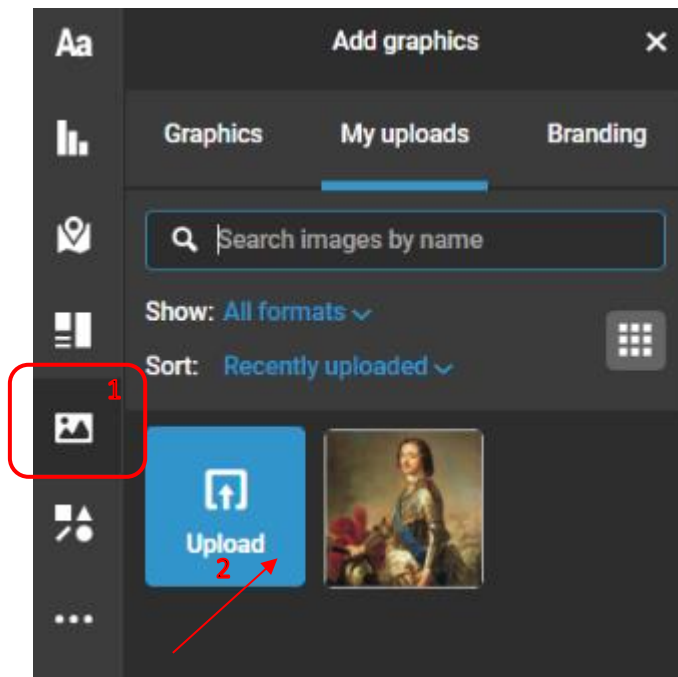 Aa
Add graphics
Graphics My uploads Branding
Search images by name
Show: All formats
Sort: Recently uploaded
1
Upload
2